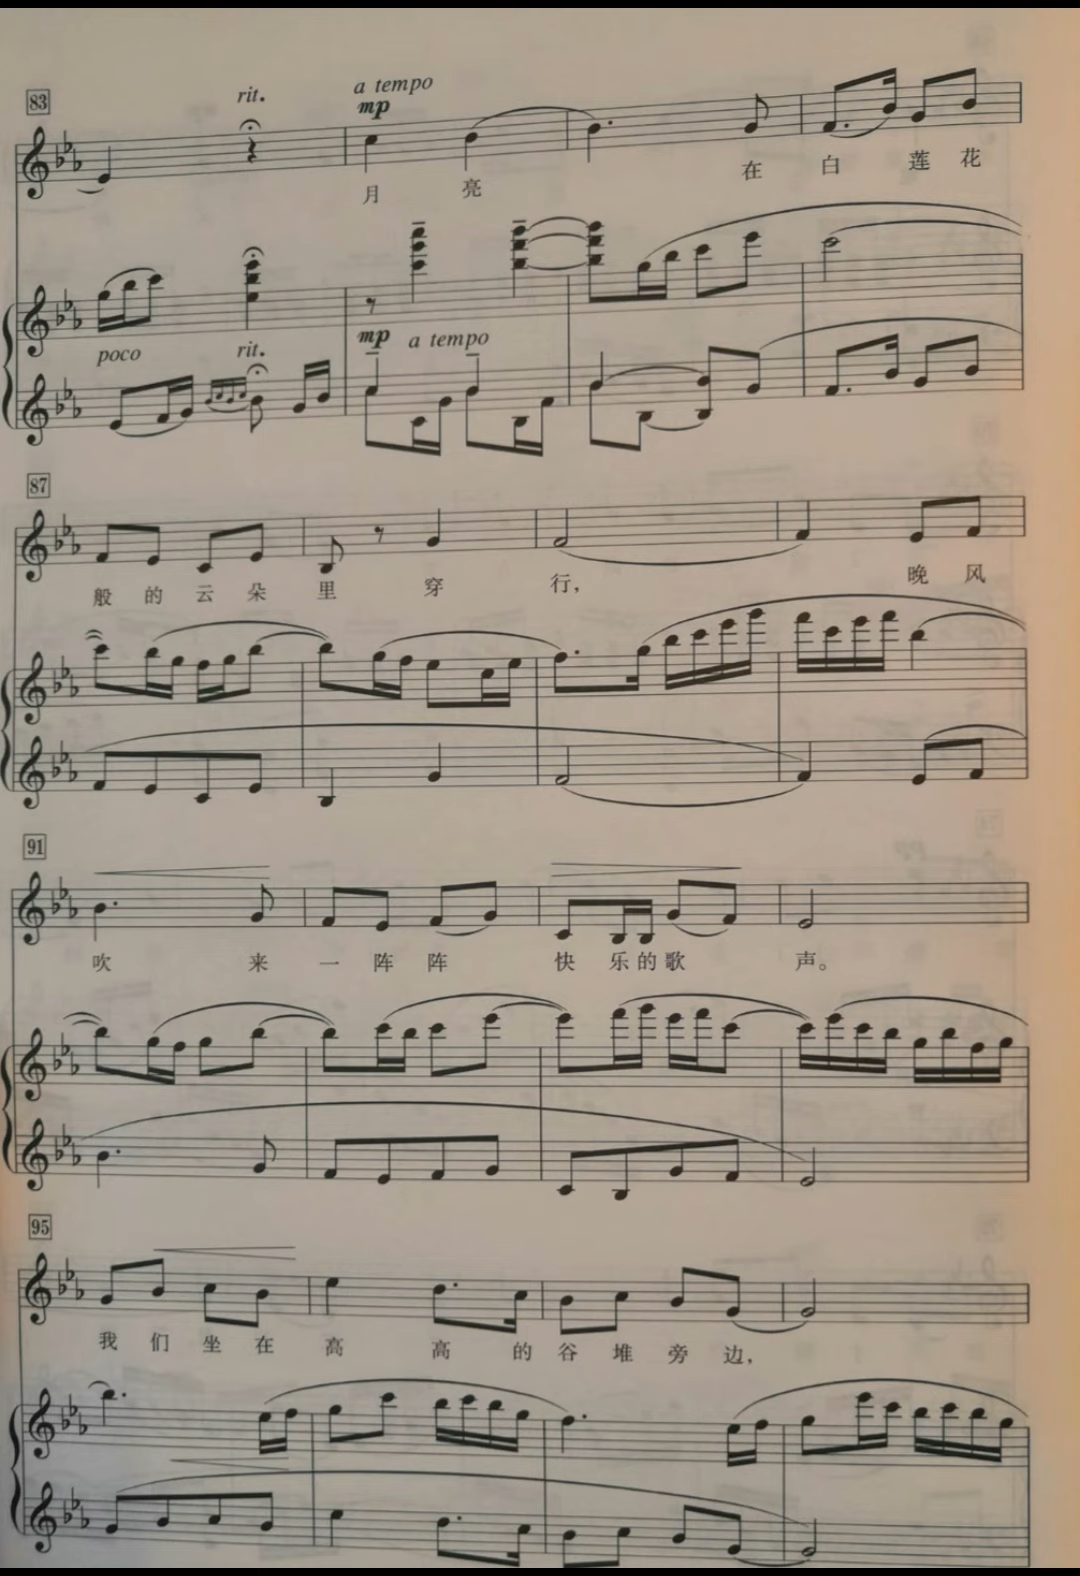 83
rit.
a tempo
mp
月 亮 在 白 莲 花
poco rit.
mp a tempo
87
般 的 云 朵 里 穿 行, 晚 风
91
吹 来 一 阵 阵 快 乐 的 歌 声。
95
我 们 坐 在 高 高 的 谷 堆 旁 边,